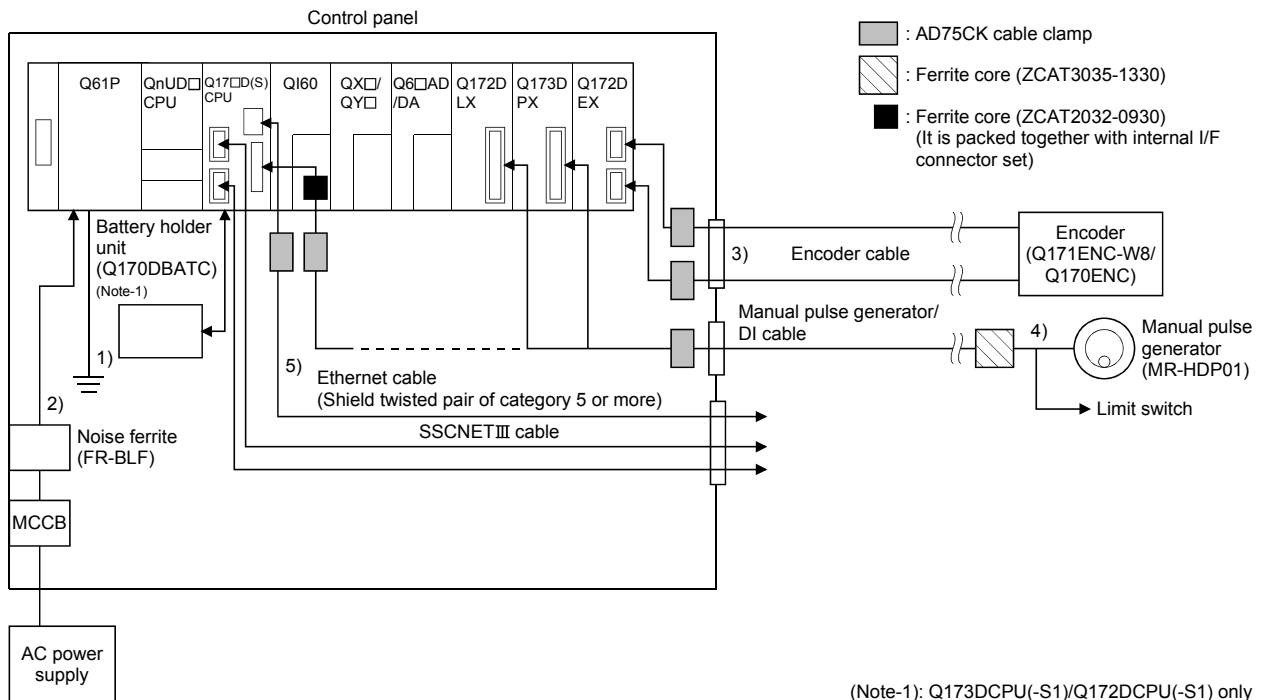 Control panel
: AD75CK cable clamp
: Ferrite core (ZCAT3035-1330)
: Ferrite core (ZCAT2032-0930)
(It is packed together with internal I/F
connector set)
Q61P
QnUD□
CPU
Q17□D(S)
CPU
QI60
QX□/
QY□
Q6□AD
/DA
Q172D
LX
Q173D
PX
Q172D
EX
Battery holder
unit
(Q170DBATC)
(Note-1)
1)
2)
Noise ferrite
(FR-BLF)
MCCB
AC power
supply
3)
Encoder cable
Encoder
(Q171ENC-W8/
Q170ENC)
Manual pulse generator/
DI cable
4)
Manual pulse
generator
(MR-HDP01)
Limit switch
5)
Ethernet cable
(Shield twisted pair of category 5 or more)
SSCNETⅢ cable
(Note-1): Q173DCPU(-S1)/Q172DCPU(-S1) only